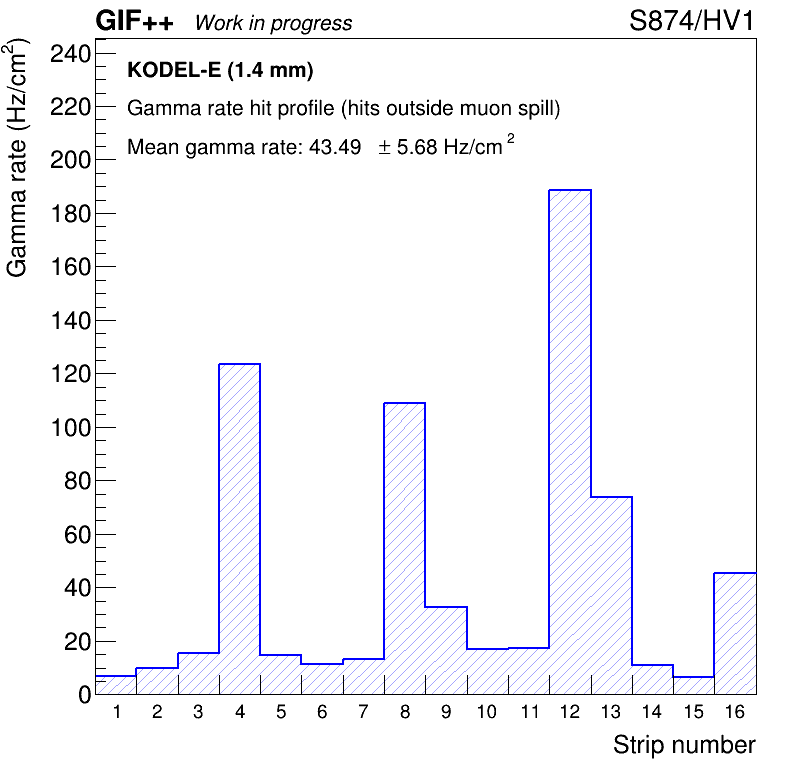 GIF++ Work in progress S874/HV1
Gamma rate (Hz/cm²)
KODEL-E (1.4 mm)
Gamma rate hit profile (hits outside muon spill)
Mean gamma rate: 43.49 ± 5.68 Hz/cm²
240
220
200
180
160
140
120
100
80
60
40
20
0
1 2 3 4 5 6 7 8 9 10 11 12 13 14 15 16
Strip number